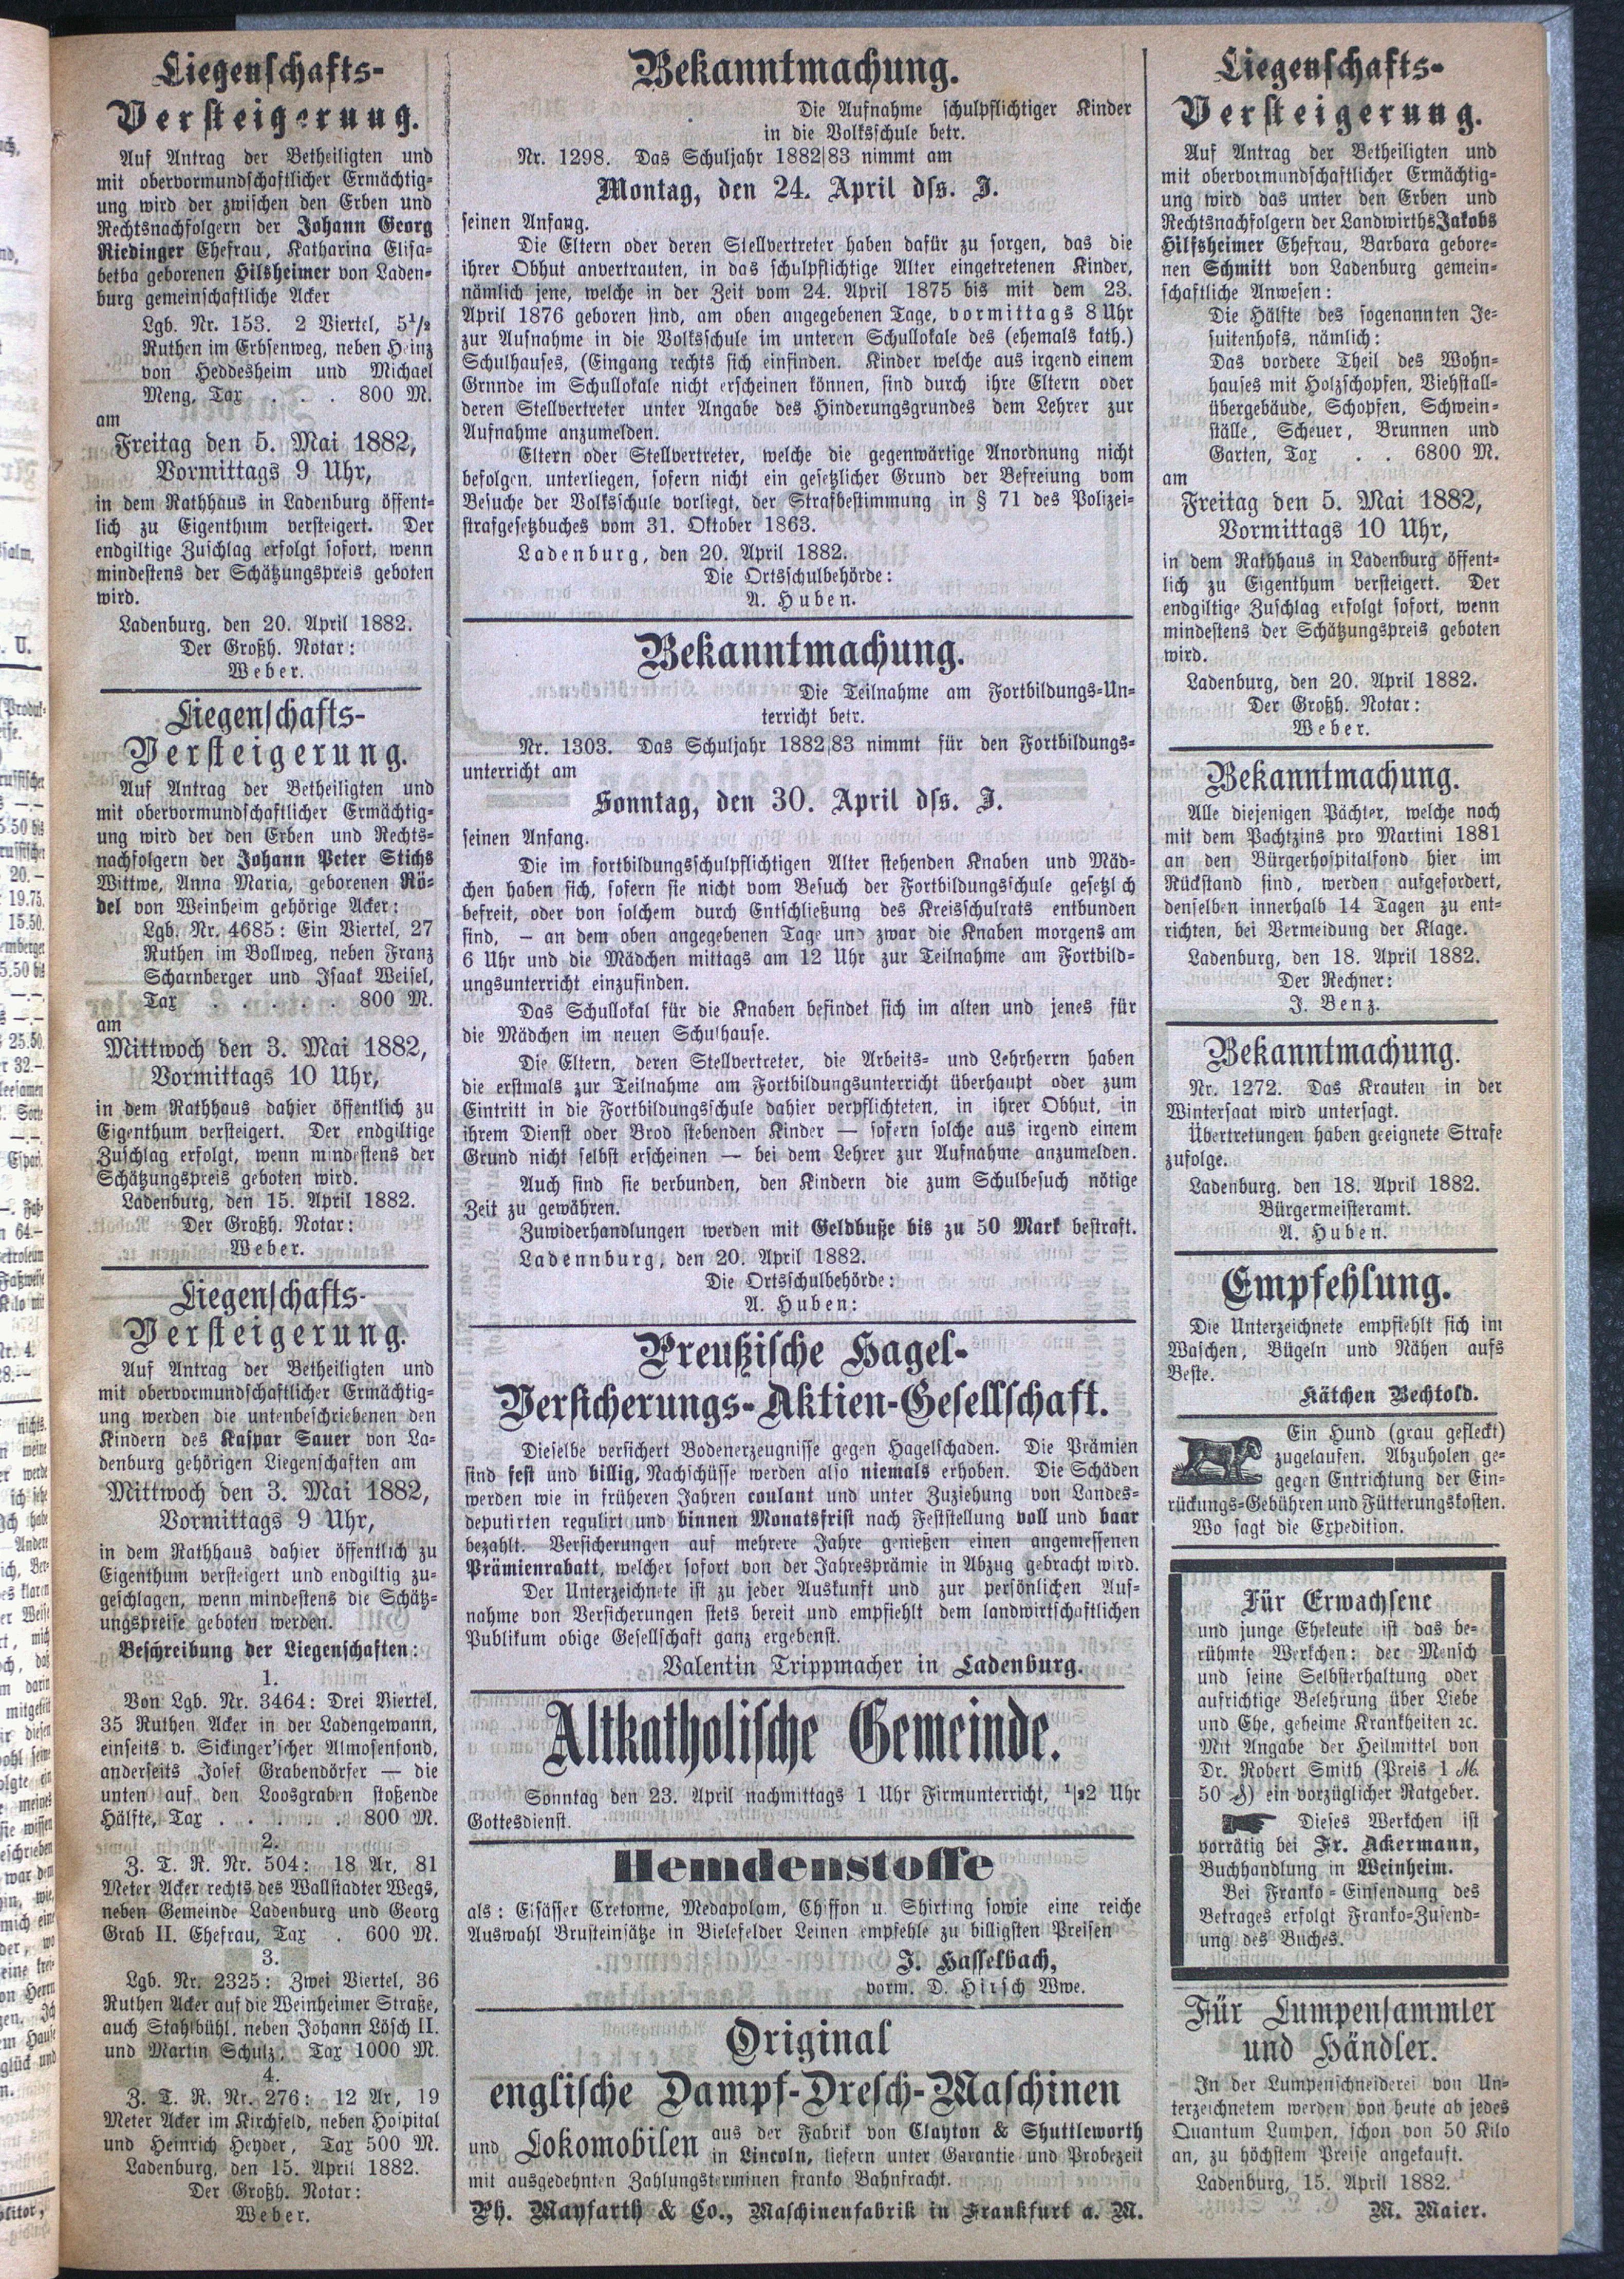 Liegenschafts-
Versteigerung.
Auf Antrag der Betheiligten und
mit obervormundschaftlicher Ermächtig-
ung wird der zwischen den Erben und
Rechtsnachfolgern der Johann Georg
Riedinger Ehefrau, Katharina Elisa-
betha geborenen Hilsheimer von Laden-
burg gemeinschaftliche Acker
Lgb. Nr. 153. 2 Viertel, 5½
Ruthen im Erbsenweg, neben Heinz
von Heddesheim und Michael
Meng, Tax . . . 800 M.
am
Freitag den 5. Mai 1882,
Vormittags 9 Uhr,
in dem Rathhaus in Ladenburg öffent-
lich zu Eigenthum versteigert. Der
endgiltige Zuschlag erfolgt sofort, wenn
mindestens der Schätzungspreis geboten
wird.
Ladenburg, den 20. April 1882.
Der Großh. Notar:
Weber.
Liegenschafts-
Versteigerung.
Auf Antrag der Betheiligten und
mit obervormundschaftlicher Ermächtig-
ung wird der den Erben und Rechts-
nachfolgern der Johann Peter Stichs
Wittwe, Anna Maria, geborenen Rö-
del von Weinheim gehörige Acker:
Lgb. Nr. 4685: Ein Viertel, 27
Ruthen im Bollweg, neben Franz
Scharnberger und Isaak Weisel,
Tax . . . . . 800 M.
am
Mittwoch den 3. Mai 1882,
Vormittags 10 Uhr,
in dem Rathhaus dahier öffentlich zu
Eigenthum versteigert. Der endgiltige
Zuschlag erfolgt, wenn mindestens der
Schätzungspreis geboten wird.
Ladenburg, den 15. April 1882.
Der Großh. Notar:
Weber.
Liegenschafts-
Versteigerung.
Auf Antrag der Betheiligten und
mit obervormundschaftlicher Ermächtig-
ung werden die untenbeschriebenen den
Kindern des Kaspar Sauer von La-
denburg gehörigen Liegenschaften am
Mittwoch den 3. Mai 1882,
Vormittags 9 Uhr,
in dem Rathhaus dahier öffentlich zu
Eigenthum versteigert und endgiltig zu-
geschlagen, wenn mindestens die Schätz-
ungspreise geboten werden.
Beschreibung der Liegenschaften:
1.
Von Lgb. Nr. 3464: Drei Viertel,
35 Ruthen Acker in der Ladengewann,
einseits v. Sickinger'scher Almosenfond,
anderseits Josef Grabendörfer — die
unten auf den Loosgraben stoßende
Hälfte, Tax . . . . . 800 M.
2.
Z. T. R. Nr. 504: 18 Ar, 81
Meter Acker rechts des Wallstadter Wegs,
neben Gemeinde Ladenburg und Georg
Grab II. Ehefrau, Tax . 600 M.
3.
Lgb. Nr. 2325: Zwei Viertel, 36
Ruthen Acker auf die Weinheimer Straße,
auch Stahlbühl, neben Johann Lösch II.
und Martin Schulz, Tax 1000 M.
4.
Z. T. R. Nr. 276: 12 Ar, 19
Meter Acker im Kirchfeld, neben Hospital
und Heinrich Heyder, Tax 500 M.
Ladenburg, den 15. April 1882.
Der Großh. Notar:
Weber.
Bekanntmachung.
Die Aufnahme schulpflichtiger Kinder
in die Volksschule betr.
Nr. 1298. Das Schuljahr 1882/83 nimmt am
Montag, den 24. April dss. J.
seinen Anfang.
Die Eltern oder deren Stellvertreter haben dafür zu sorgen, das die
ihrer Obhut anvertrauten, in das schulpflichtige Alter eingetretenen Kinder,
nämlich jene, welche in der Zeit vom 24. April 1875 bis mit dem 23.
April 1876 geboren sind, am oben angegebenen Tage, vormittags 8 Uhr
zur Aufnahme in die Volksschule im unteren Schullokale des (ehemals kath.)
Schulhauses, (Eingang rechts sich einfinden. Kinder welche aus irgend einem
Grunde im Schullokale nicht erscheinen können, sind durch ihre Eltern oder
deren Stellvertreter unter Angabe des Hinderungsgrundes dem Lehrer zur
Aufnahme anzumelden.
Eltern oder Stellvertreter, welche die gegenwärtige Anordnung nicht
befolgen, unterliegen, sofern nicht ein gesetzlicher Grund der Befreiung vom
Besuche der Volksschule vorliegt, der Strafbestimmung in § 71 des Polizei-
strafgesetzbuches vom 31. Oktober 1863.
Ladenburg, den 20. April 1882.
Die Ortsschulbehörde:
A. Huben.
Bekanntmachung.
Die Teilnahme am Fortbildungs-Un-
terricht betr.
Nr. 1303. Das Schuljahr 1882/83 nimmt für den Fortbildungs-
unterricht am
Sonntag, den 30. April dss. J.
seinen Anfang.
Die im fortbildungsschulpflichtigen Alter stehenden Knaben und Mäd-
chen haben sich, sofern sie nicht vom Besuch der Fortbildungsschule gesetzl ch
befreit, oder von solchem durch Entschließung des Kreisschulrats entbunden
sind, — an dem oben angegebenen Tage und zwar die Knaben morgens am
6 Uhr und die Mädchen mittags am 12 Uhr zur Teilnahme am Fortbild-
ungsunterricht einzufinden.
Das Schullokal für die Knaben befindet sich im alten und jenes für
die Mädchen im neuen Schulhause.
Die Eltern, deren Stellvertreter, die Arbeits- und Lehrherrn haben
die erstmals zur Teilnahme am Fortbildungsunterricht überhaupt oder zum
Eintritt in die Fortbildungsschule dahier verpflichteten, in ihrer Obhut, in
ihrem Dienst oder Brod stehenden Kinder — sofern solche aus irgend einem
Grund nicht selbst erscheinen — bei dem Lehrer zur Aufnahme anzumelden.
Auch sind sie verbunden, den Kindern die zum Schulbesuch nötige
Zeit zu gewähren.
Zuwiderhandlungen werden mit Geldbuße bis zu 50 Mark bestraft.
Ladennburg, den 20. April 1882.
Die Ortsschulbehörde:
A. Huben:
Preußische Hagel-
Versicherungs-Aktien-Gesellschaft.
Dieselbe versichert Bodenerzeugnisse gegen Hagelschaden. Die Prämien
sind fest und billig, Nachschüsse werden also niemals erhoben. Die Schäden
werden wie in früheren Jahren coulant und unter Zuziehung von Landes-
deputirten regulirt und binnen Monatsfrist nach Feststellung voll und baar
bezahlt. Versicherungen auf mehrere Jahre genießen einen angemessenen
Prämienrabatt, welcher sofort von der Jahresprämie in Abzug gebracht wird.
Der Unterzeichnete ist zu jeder Auskunft und zur persönlichen Auf-
nahme von Versicherungen stets bereit und empfiehlt dem landwirtschaftlichen
Publikum obige Gesellschaft ganz ergebenst.
Valentin Trippmacher in Ladenburg.
Altkatholische Gemeinde.
Sonntag den 23. April nachmittags 1 Uhr Firmunterricht, ½2 Uhr
Gottesdienst.
Hemdenstoffe
als: Elsässer Cretonne, Medapolam, Chiffon u. Shirting sowie eine reiche
Auswahl Brusteinsätze in Bielefelder Leinen empfehle zu billigsten Preisen
J. Hasselbach,
vorm. D. Hirsch Wwe.
Original
englische Dampf-Dresch-Maschinen
und Lokomobilen aus der Fabrik von Clayton & Shuttleworth
in Lincoln, liefern unter Garantie und Probezeit
mit ausgedehnten Zahlungsterminen franko Bahnfracht.
Ph. Mayfarth & Co., Maschinenfabrik in Frankfurt a. M.
Liegenschafts-
Versteigerung.
Auf Antrag der Betheiligten und
mit obervormundschaftlicher Ermächtig-
ung wird das unter den Erben und
Rechtsnachfolgern der Landwirths Jakobs
Hilfsheimer Ehefrau, Barbara gebore-
nen Schmitt von Ladenburg gemein-
schaftliche Anwesen:
Die Hälfte des sogenannten Je-
suitenhofs, nämlich:
Das vordere Theil des Wohn-
hauses mit Holzschopfen, Viehstall-
übergebäude, Schopfen, Schwein-
ställe, Scheuer, Brunnen und
Garten, Tax . . 6800 M.
am
Freitag den 5. Mai 1882,
Vormittags 10 Uhr,
in dem Rathhaus in Ladenburg öffent-
lich zu Eigenthum versteigert. Der
endgiltige Zuschlag erfolgt sofort, wenn
mindestens der Schätzungspreis geboten
wird.
Ladenburg, den 20. April 1882.
Der Großh. Notar:
Weber.
Bekanntmachung.
Alle diejenigen Pächter, welche noch
mit dem Pachtzins pro Martini 1881
an den Bürgerhospitalfond hier im
Rückstand sind, werden aufgefordert,
denselben innerhalb 14 Tagen zu ent-
richten, bei Vermeidung der Klage.
Ladenburg, den 18. April 1882.
Der Rechner:
J. Benz.
Bekanntmachung.
Nr. 1272. Das Krauten in der
Wintersaat wird untersagt.
Übertretungen haben geeignete Strafe
zufolge.
Ladenburg, den 18. April 1882.
Bürgermeisteramt.
A. Huben.
Empfehlung.
Die Unterzeichnete empfiehlt sich im
Waschen, Bügeln und Nähen aufs
Beste.
Kätchen Bechtold.
Ein Hund (grau gefleckt)
zugelaufen. Abzuholen ge-
gegen Entrichtung der Ein-
rückungs-Gebühren und Fütterungskosten.
Wo sagt die Expedition.
Für Erwachsene
und junge Eheleute ist das be-
rühmte Werkchen: der Mensch
und seine Selbsterhaltung oder
aufrichtige Belehrung über Liebe
und Ehe, geheime Krankheiten ꝛc.
Mit Angabe der Heilmittel von
Dr. Robert Smith (Preis 1 M.
50 ₰) ein vorzüglicher Ratgeber.
Dieses Werkchen ist
vorrätig bei Fr. Ackermann,
Buchhandlung in Weinheim.
Bei Franko-Einsendung des
Betrages erfolgt Franko-Zusend-
ung des Buches.
Für Lumpensammler
und Händler.
In der Lumpenschneiderei von Un-
terzeichnetem werden von heute ab jedes
Quantum Lumpen, schon von 50 Kilo
an, zu höchstem Preise angekauft.
Ladenburg, 15. April 1882.
M. Maier.